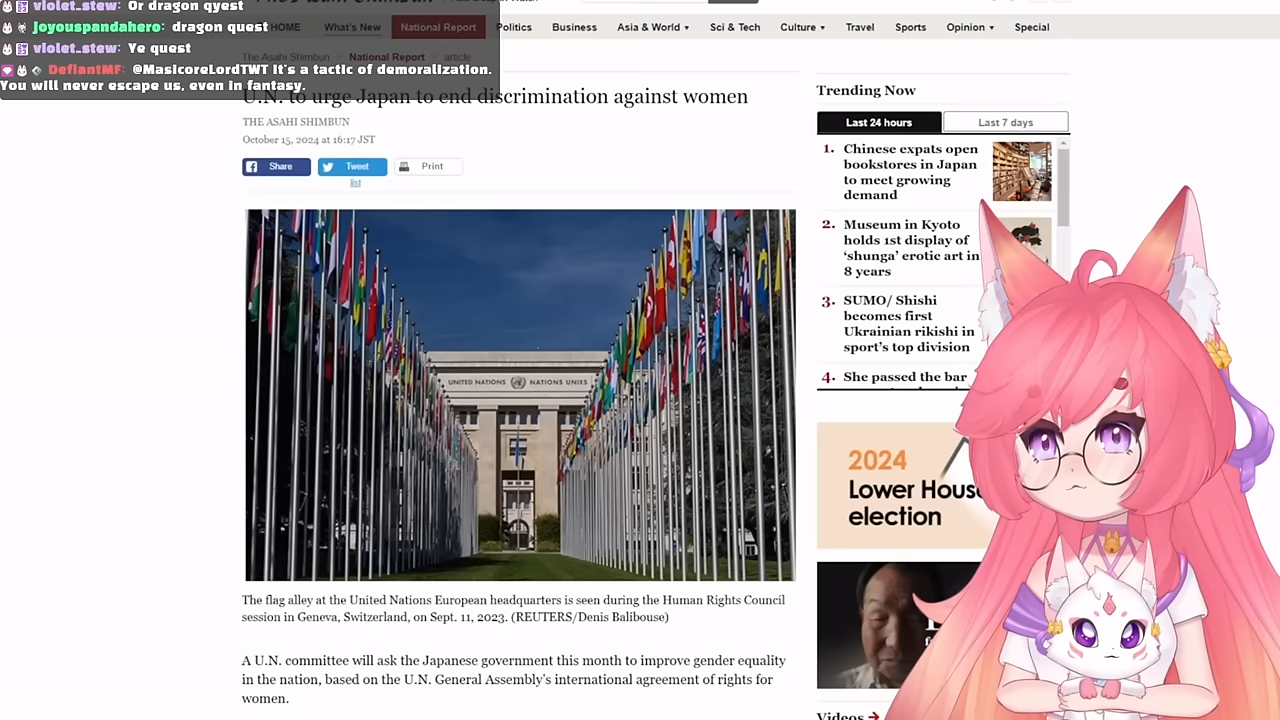 violet_stew: Or dragon qyest
joyouspandahero: dragon quest
violet_stew: Ye quest
DefiantMF: @MasicoreLordTWT It's a tactic of demoralization.
You will never escape us, even in fantasy.
HOME What's New National Report Politics Business Asia & World Sci & Tech Culture Travel Sports Opinion Special
The Asahi Shimbun National Report article
U.N. to urge Japan to end discrimination against women
THE ASAHI SHIMBUN
October 15, 2024 at 16:17 JST
Share Tweet Print
list
UNITED NATIONS NATIONS UNIES
The flag alley at the United Nations European headquarters is seen during the Human Rights Council
session in Geneva, Switzerland, on Sept. 11, 2023. (REUTERS/Denis Balibouse)
A U.N. committee will ask the Japanese government this month to improve gender equality
in the nation, based on the U.N. General Assembly's international agreement of rights for
women.
Trending Now
Last 24 hours Last 7 days
1. Chinese expats open
bookstores in Japan
to meet growing
demand
2. Museum in Kyoto
holds 1st display of
‘shunga’ erotic art in
8 years
3. SUMO/ Shishi
becomes first
Ukrainian rikishi in
sport’s top division
4. She passed the bar
2024
Lower House
election
Videos